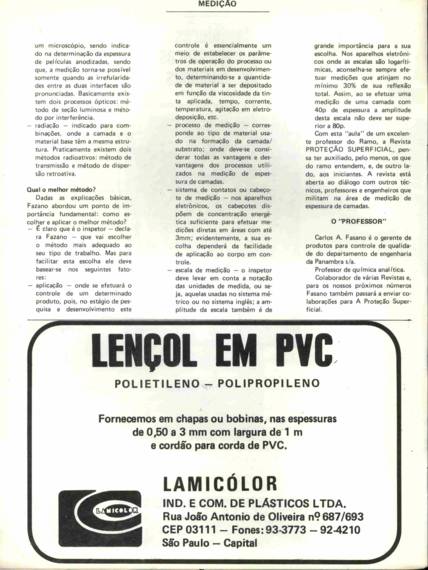 MEDIÇÃO
um microscópio, sendo indica-
do na determinação da espessura
de películas anodizadas, sendo
que, a medição torna-se possível
somente quando as irregularida-
des entre as duas interfaces são
pronunciadas. Basicamente exis-
tem dois processos ópticos: mé-
todo de secção luminosa e méto-
do por interferência.
— radiação — indicado para com-
binações, onde a camada e o
material base têm a mesma estru-
tura. Praticamente existem dois
métodos radioativos: método de
transmissão e método de disper-
são retroativa.
Qual o melhor método?
Dadas as explicações básicas,
Fazano abordou um ponto de im-
portância fundamental: como es-
colher e aplicar o melhor método?
— É claro que é o inspetor — decla-
ra Fazano — que vai escolher
o método mais adequado ao
seu tipo de trabalho. Mas para
facilitar esta escolha ele deve
basear-se nos seguintes fato-
res:
— aplicação — onde se efetuará o
controle de um determinado
produto, pois, no estágio de pes-
quisa e desenvolvimento este
controle é essencialmente um
meio de estabelecer os parâme-
tros de operação do processo ou
dos materiais em desenvolvimen-
to, determinando-se a quantida-
de de material a ser depositado
em função da viscosidade da tin-
ta aplicada, tempo, corrente,
temperatura, agitação em eletro-
deposição, etc.
— processo de medição — corres-
ponde ao tipo de material usa-
do na formação da camada/
substrato; onde deve-se consi-
derar todas as vantagens e des-
vantagens dos processos utili-
zados na medição de espes-
sura de camadas.
— sistema de contatos ou cabeço-
te de medição — nos aparelhos
eletrônicos, os cabeçotes dis-
põem de concentração energé-
tica suficiente para efetuar me-
dições diretas em áreas com até
3mm; evidentemente, a sua es-
colha dependerá da facilidade
de aplicação ao corpo em con-
trole.
— escala de medição — o inspetor
deve levar em conta a notação
das unidades de medida, ou se-
ja, aquelas usadas no sistema mé-
trico ou no sistema inglês; a am-
plitude da escala também é de
grande importância para a sua
escolha. Nos aparelhos eletrôni-
cos onde as escalas são logarít-
micas, aconselha-se sempre efe-
tuar medições que atinjam no
mínimo 30% de sua reflexão
total. Assim, ao se efetuar uma
medição de uma camada com
40µ de espessura a amplitude
desta escala não deve ser supe-
rior a 80µ.
Com esta "aula" de um excelen-
te professor do Ramo, a Revista
PROTEÇÃO SUPERFICIAL, pen-
sa ter auxiliado, pelo menos, os que
do ramo entendem, e, de outro la-
do, aos iniciantes. A revista está
aberta ao diálogo com outros téc-
nicos, professores e engenheiros que
militam na área de medição de
espessura de camadas.
O "PROFESSOR"
Carlos A. Fasano é o gerente de
produtos para controle de qualida-
de do departamento de engenharia
da Panambra s/a.
Professor de química analítica.
Colaborador de várias Revistas e,
para os nossos próximos números
Fasano também passará a enviar co-
laborações para A Proteção Super-
ficial.
LENÇOL EM PVC
POLIETILENO — POLIPROPILENO
Fornecemos em chapas ou bobinas, nas espessuras
de 0,50 a 3 mm com largura de 1 m
e cordão para corda de PVC.
LAMICOLOR
LAMICÓLOR
IND. E COM. DE PLÁSTICOS LTDA.
Rua João Antonio de Oliveira nº 687/693
CEP 03111 — Fones: 93-3773 — 92-4210
São Paulo — Capital